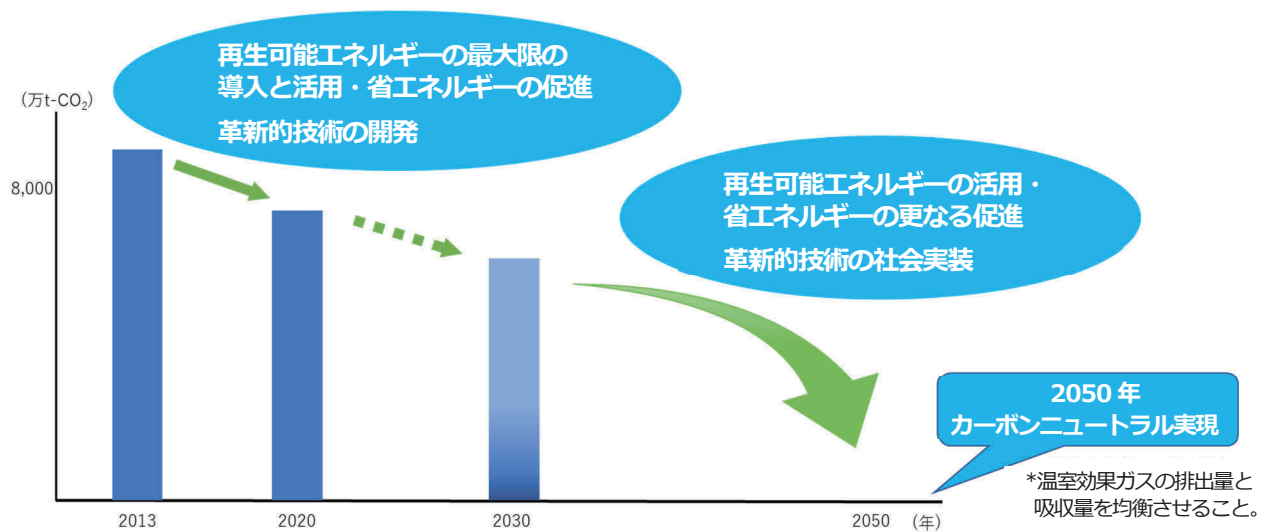 再生可能エネルギーの最大限の
導入と活用・省エネルギーの促進
革新的技術の開発
(万t-CO₂)
8,000
再生可能エネルギーの活用・
省エネルギーの更なる促進
革新的技術の社会実装
2050 年
カーボンニュートラル実現
*温室効果ガスの排出量と
吸収量を均衡させること。
2013 2020 2030 2050 (年)